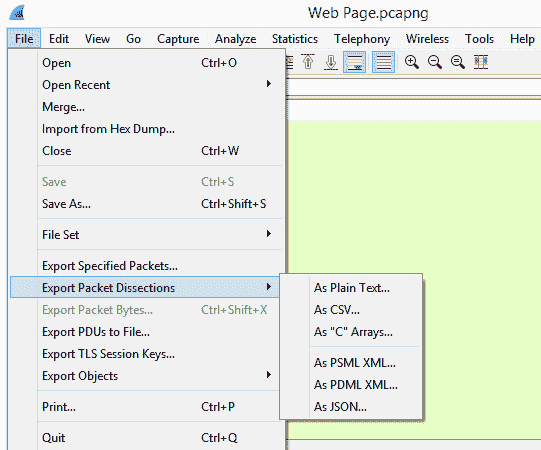 Web Page.pcapng
File Edit View Go Capture Analyze Statistics Telephony Wireless Tools Help
Open Ctrl+O
Open Recent
Merge...
Import from Hex Dump...
Close Ctrl+W
Save Ctrl+S
Save As... Ctrl+Shift+S
File Set
Export Specified Packets...
Export Packet Dissections
Export Packet Bytes... Ctrl+Shift+X
Export PDUs to File...
Export TLS Session Keys...
Export Objects
Print... Ctrl+P
Quit Ctrl+Q
As Plain Text...
As CSV...
As "C" Arrays...
As PSML XML...
As PDML XML...
As JSON...